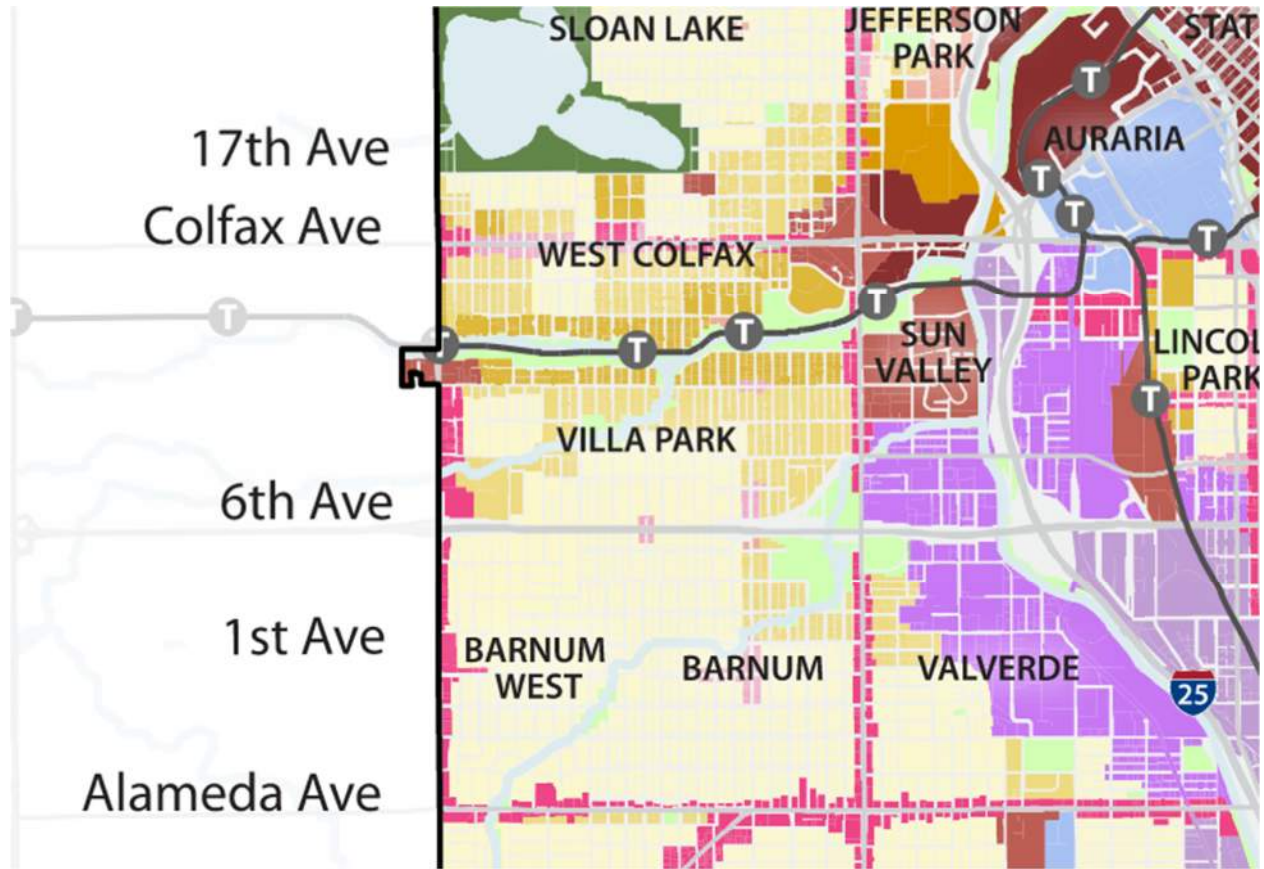 SLOAN LAKE
JEFFERSON
PARK
STAT
T
17th Ave
AURARIA
T
Colfax Ave
T
WEST COLFAX
T
T
T
T
T
T
T
SUN
VALLEY
LINCOL
PARK
T
VILLA PARK
6th Ave
1st Ave
BARNUM
WEST
BARNUM
VALVERDE
25
Alameda Ave